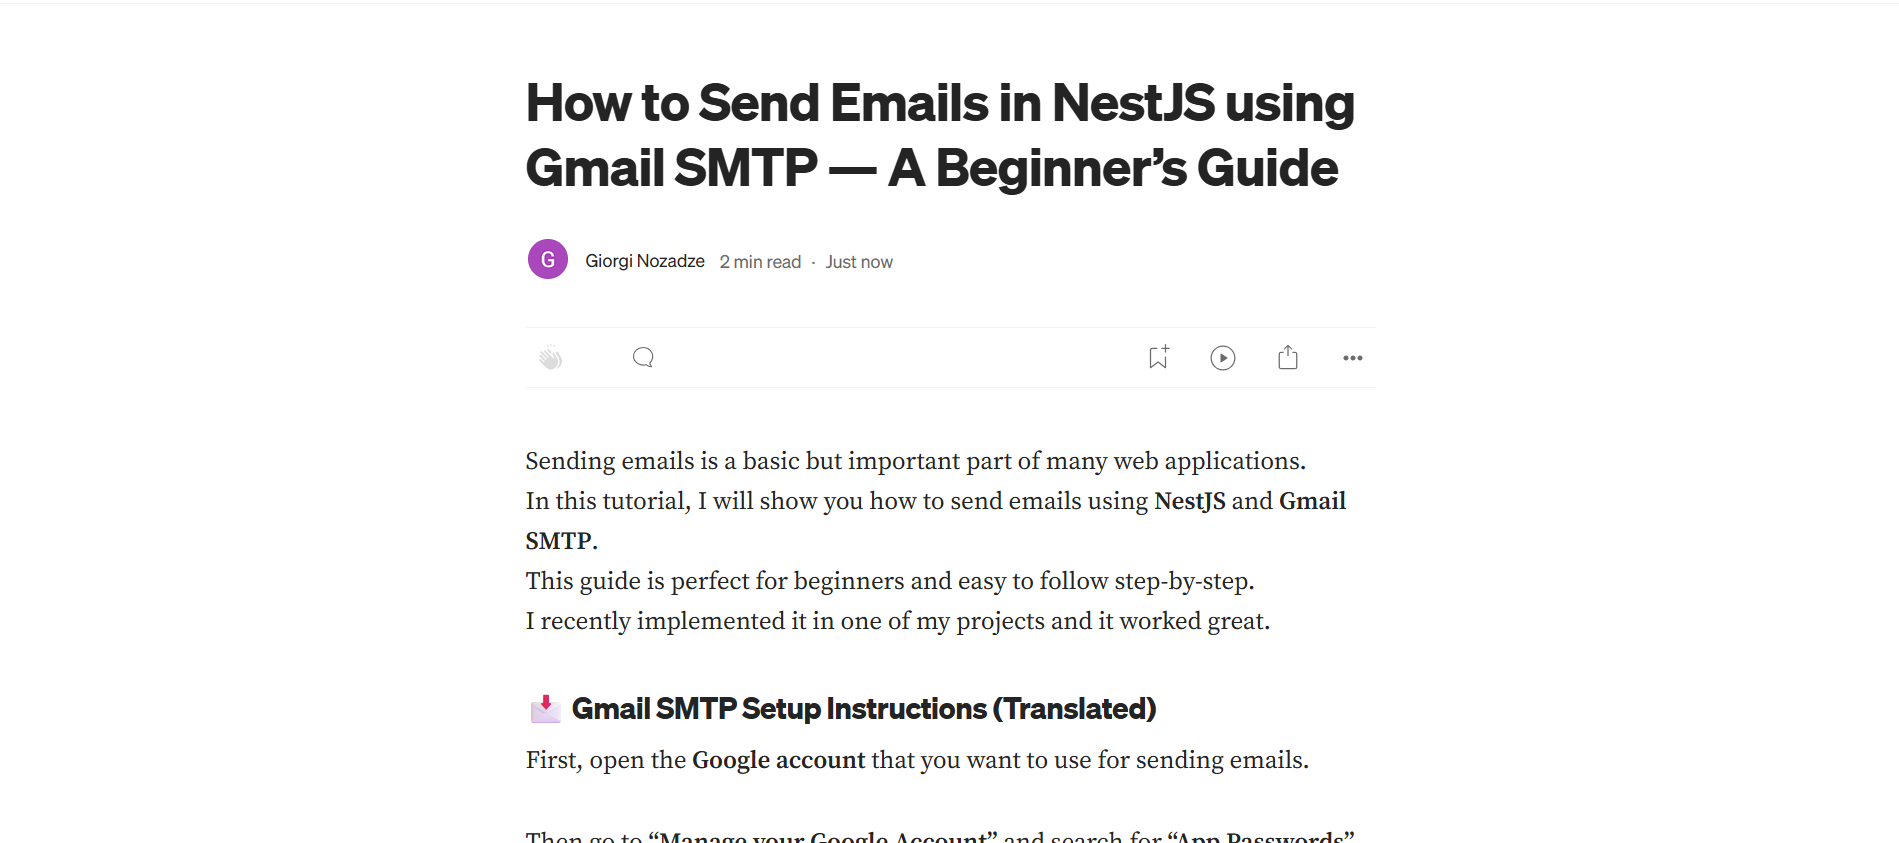 How to Send Emails in NestJS using
Gmail SMTP — A Beginner’s Guide
G
Giorgi Nozadze 2 min read · Just now
Sending emails is a basic but important part of many web applications.
In this tutorial, I will show you how to send emails using NestJS and Gmail
SMTP.
This guide is perfect for beginners and easy to follow step-by-step.
I recently implemented it in one of my projects and it worked great.
Gmail SMTP Setup Instructions (Translated)
First, open the Google account that you want to use for sending emails.
Then go to “Manage your Google Account” and search for “App Passwords”